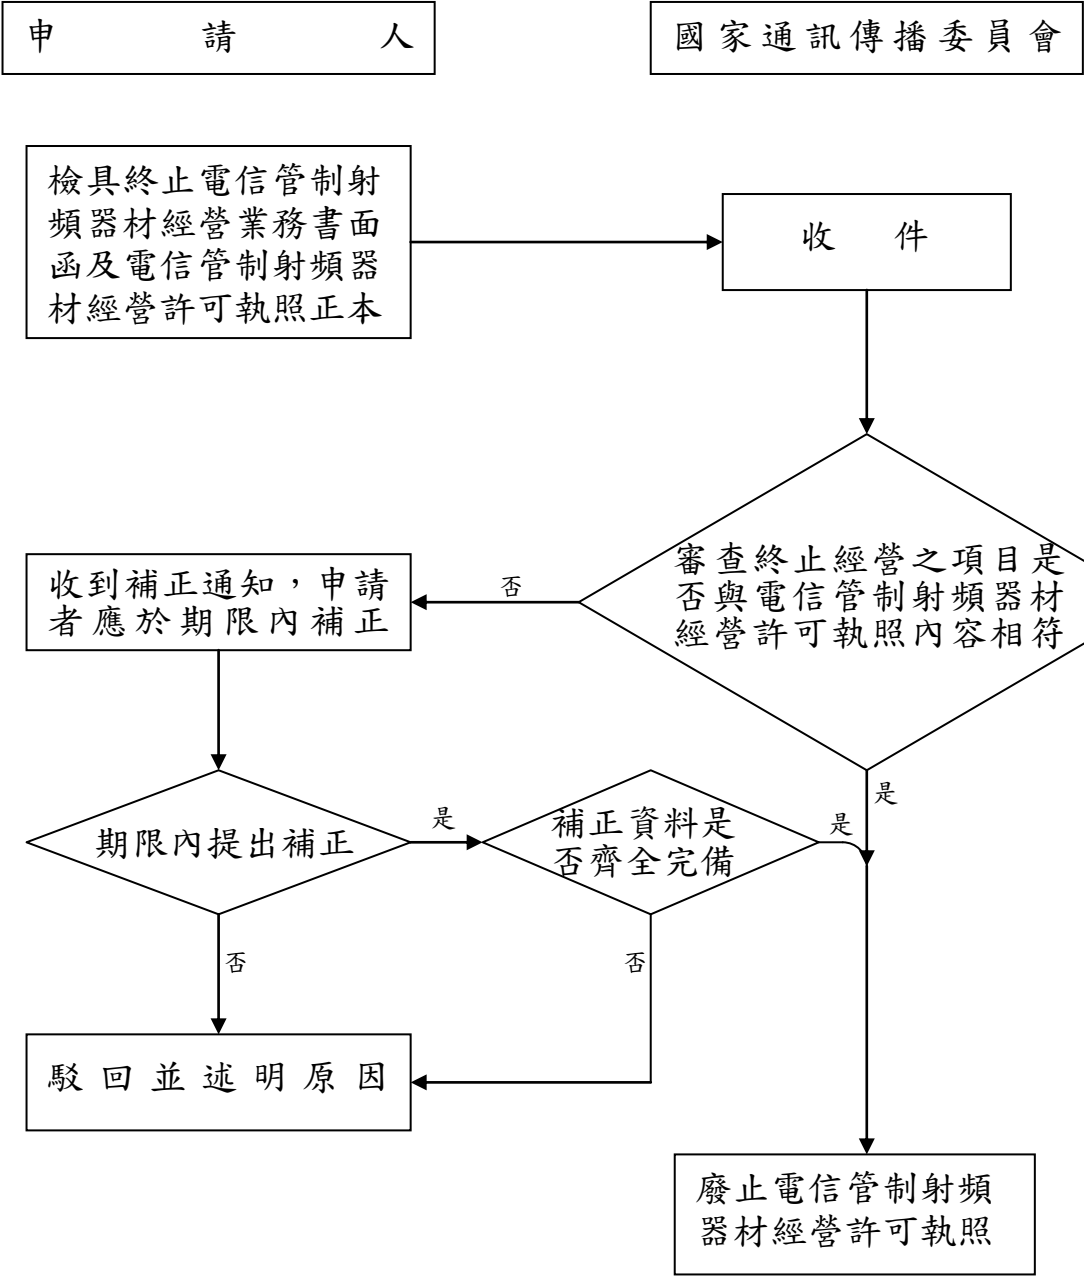 申請人
國家通訊傳播委員會
檢具終止電信管制射
頻器材經營業務書面
函及電信管制射頻器
材經營許可執照正本
收件
審查終止經營之項目是
否與電信管制射頻器材
經營許可執照內容相符
否
收到補正通知，申請
者應於期限內補正
是
期限內提出補正
是
補正資料是
否齊全完備
是
否
否
駁回並述明原因
廢止電信管制射頻
器材經營許可執照